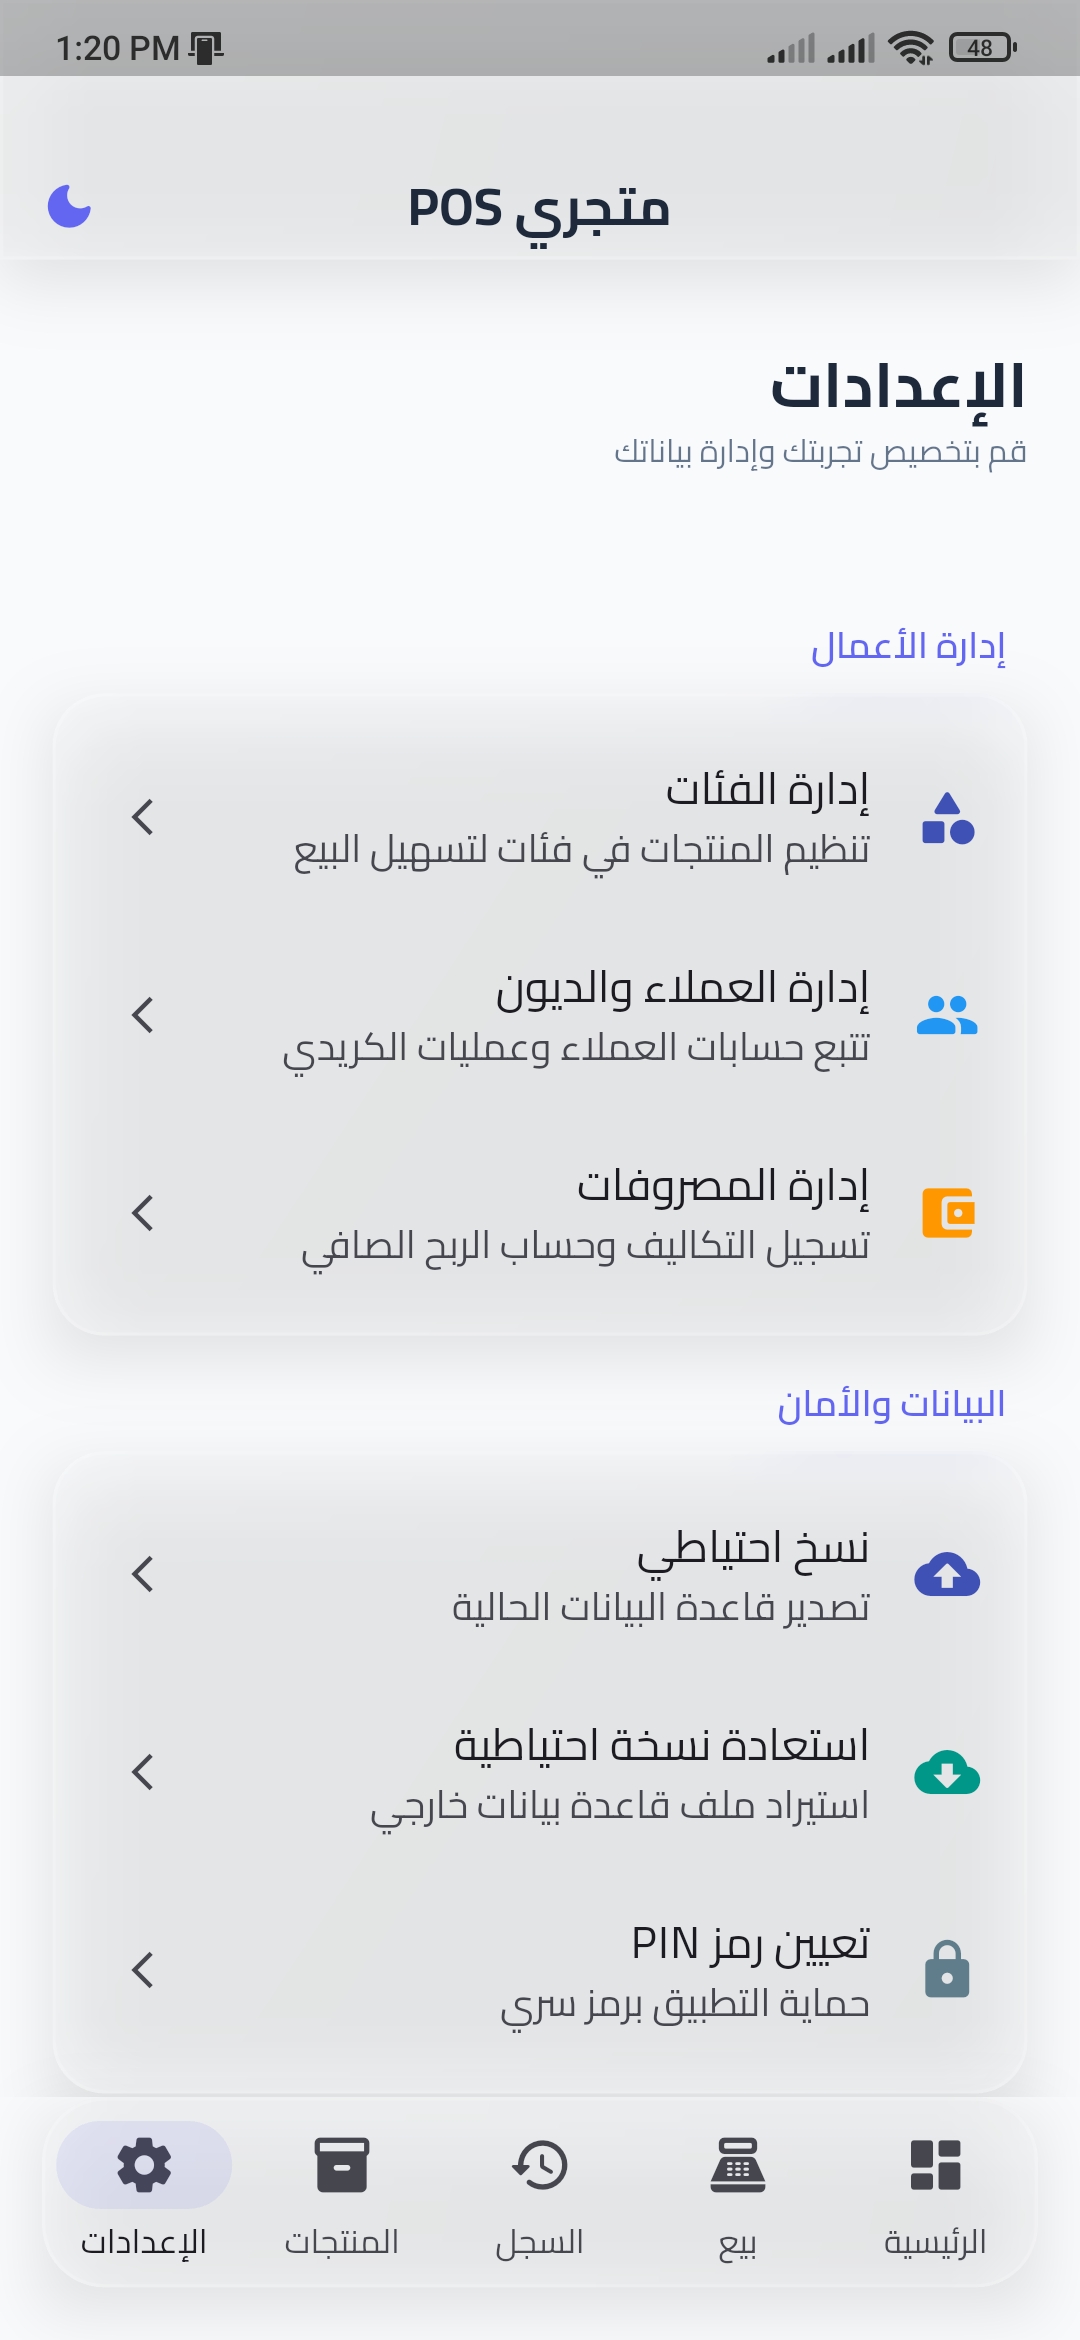 1:20 PM
48
متجري POS
الإعدادات
قم بتخصيص تجربتك وإدارة بياناتك
إدارة الأعمال
إدارة الفئات
تنظيم المنتجات في فئات لتسهيل البيع
إدارة العملاء والديون
تتبع حسابات العملاء وعمليات الكريدي
إدارة المصروفات
تسجيل التكاليف وحساب الربح الصافي
البيانات والأمان
نسخ احتياطي
تصدير قاعدة البيانات الحالية
استعادة نسخة احتياطية
استيراد ملف قاعدة بيانات خارجي
تعيين رمز PIN
حماية التطبيق برمز سري
الرئيسية
بيع
السجل
المنتجات
الإعدادات